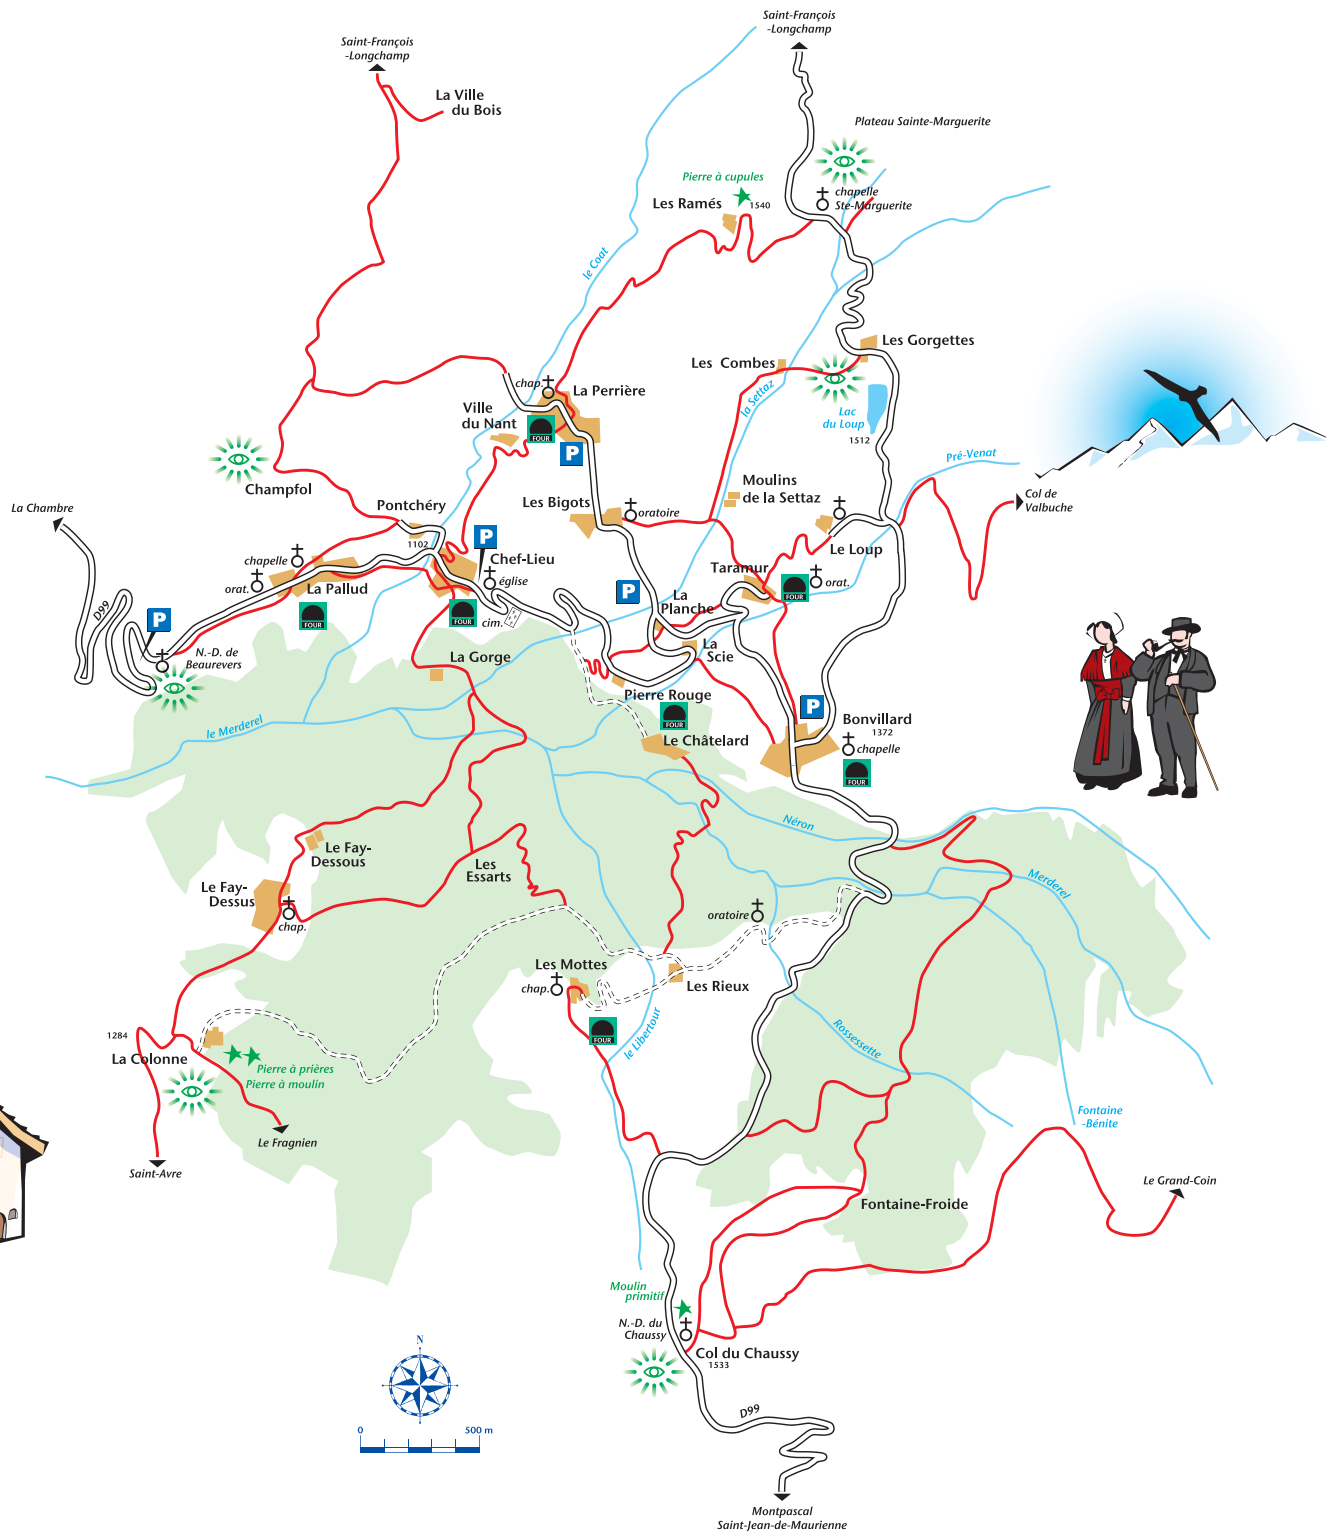 Saint-François
-Longchamp
Saint-François
-Longchamp
La Ville
du Bois
Plateau Sainte-Marguerite
Pierre à cupules
chapelle
Ste-Marguerite
Les Ramés
1540
le Coat
Les Gorgettes
Les Combes
chap.
La Perrière
la Settaz
Ville
du Nant
FOUR
P
Lac
du Loup
1512
Pré-Venat
Champfol
Moulins
de la Settaz
Col de
Valbuche
La Chambre
Pontchéry
Les Bigots
oratoire
1102
P
Chef-Lieu
Le Loup
chapelle
orat.
La Pallud
église
Taramur
FOUR
orat.
D99
P
FOUR
FOUR
cim.
P
La
Planche
N.-D. de
Beaurevers
La Gorge
La
Scie
Pierre Rouge
P
Bonvillard
1372
chapelle
FOUR
le Merderel
FOUR
Le Châtelard
Néron
Le Fay-
Dessous
Les
Essarts
Merderel
Le Fay-
Dessus
chap.
oratoire
Les Mottes
chap.
Les Rieux
FOUR
le Libertour
Rossessette
1284
La Colonne
Pierre à prières
Pierre à moulin
Fontaine
-Bénite
Le Fragnien
Saint-Avre
Le Grand-Coin
Fontaine-Froide
Moulin
primitif
N.-D. du
Chaussy
Col du Chaussy
1533
N
D99
0
500 m
Montpascal
Saint-Jean-de-Maurienne